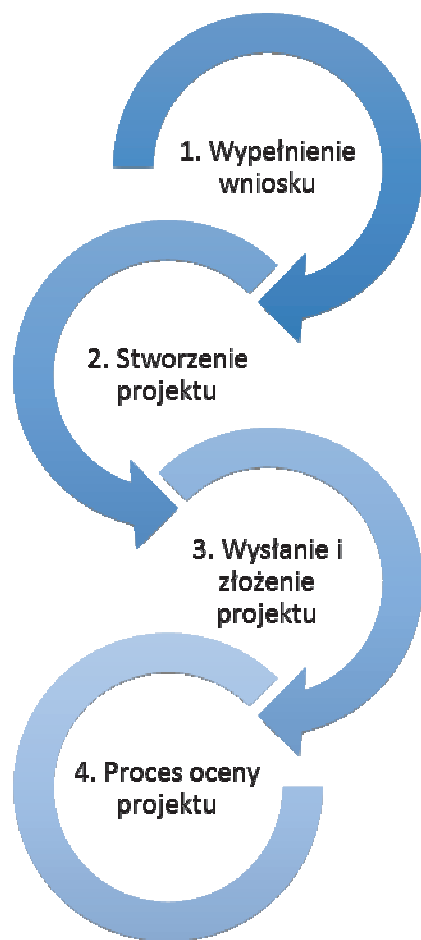 1. Wypełnienie
wniosku
2. Stworzenie
projektu
3. Wysłanie i
złożenie
projektu
4. Proces oceny
projektu